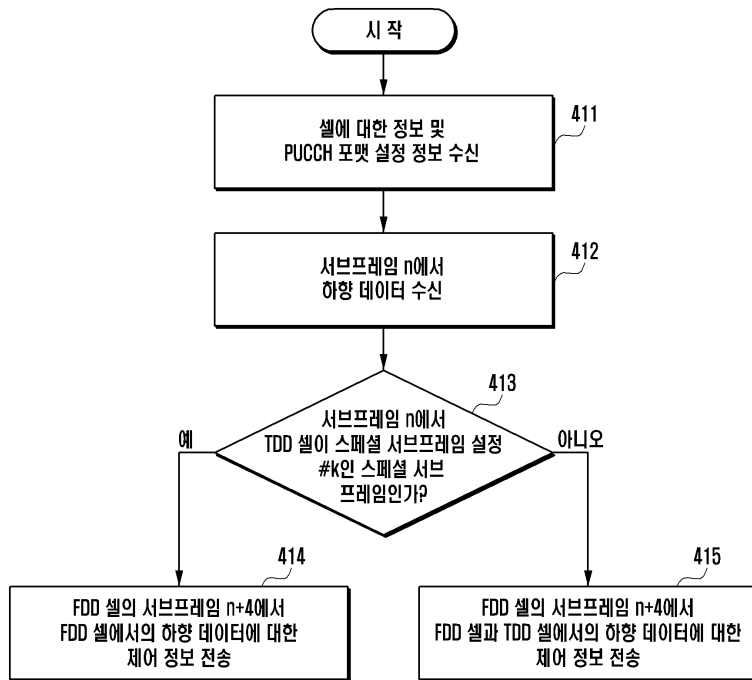 시 작
411
셀에 대한 정보 및
PUCCH 포맷 설정 정보 수신
412
서브프레임 n에서
하향 데이터 수신
413
서브프레임 n에서
TDD 셀이 스페셜 서브프레임 설정
#k인 스페셜 서브
프레임인가?
예
아니오
414
FDD 셀의 서브프레임 n+4에서
FDD 셀에서의 하향 데이터에 대한
제어 정보 전송
415
FDD 셀의 서브프레임 n+4에서
FDD 셀과 TDD 셀에서의 하향 데이터에 대한
제어 정보 전송